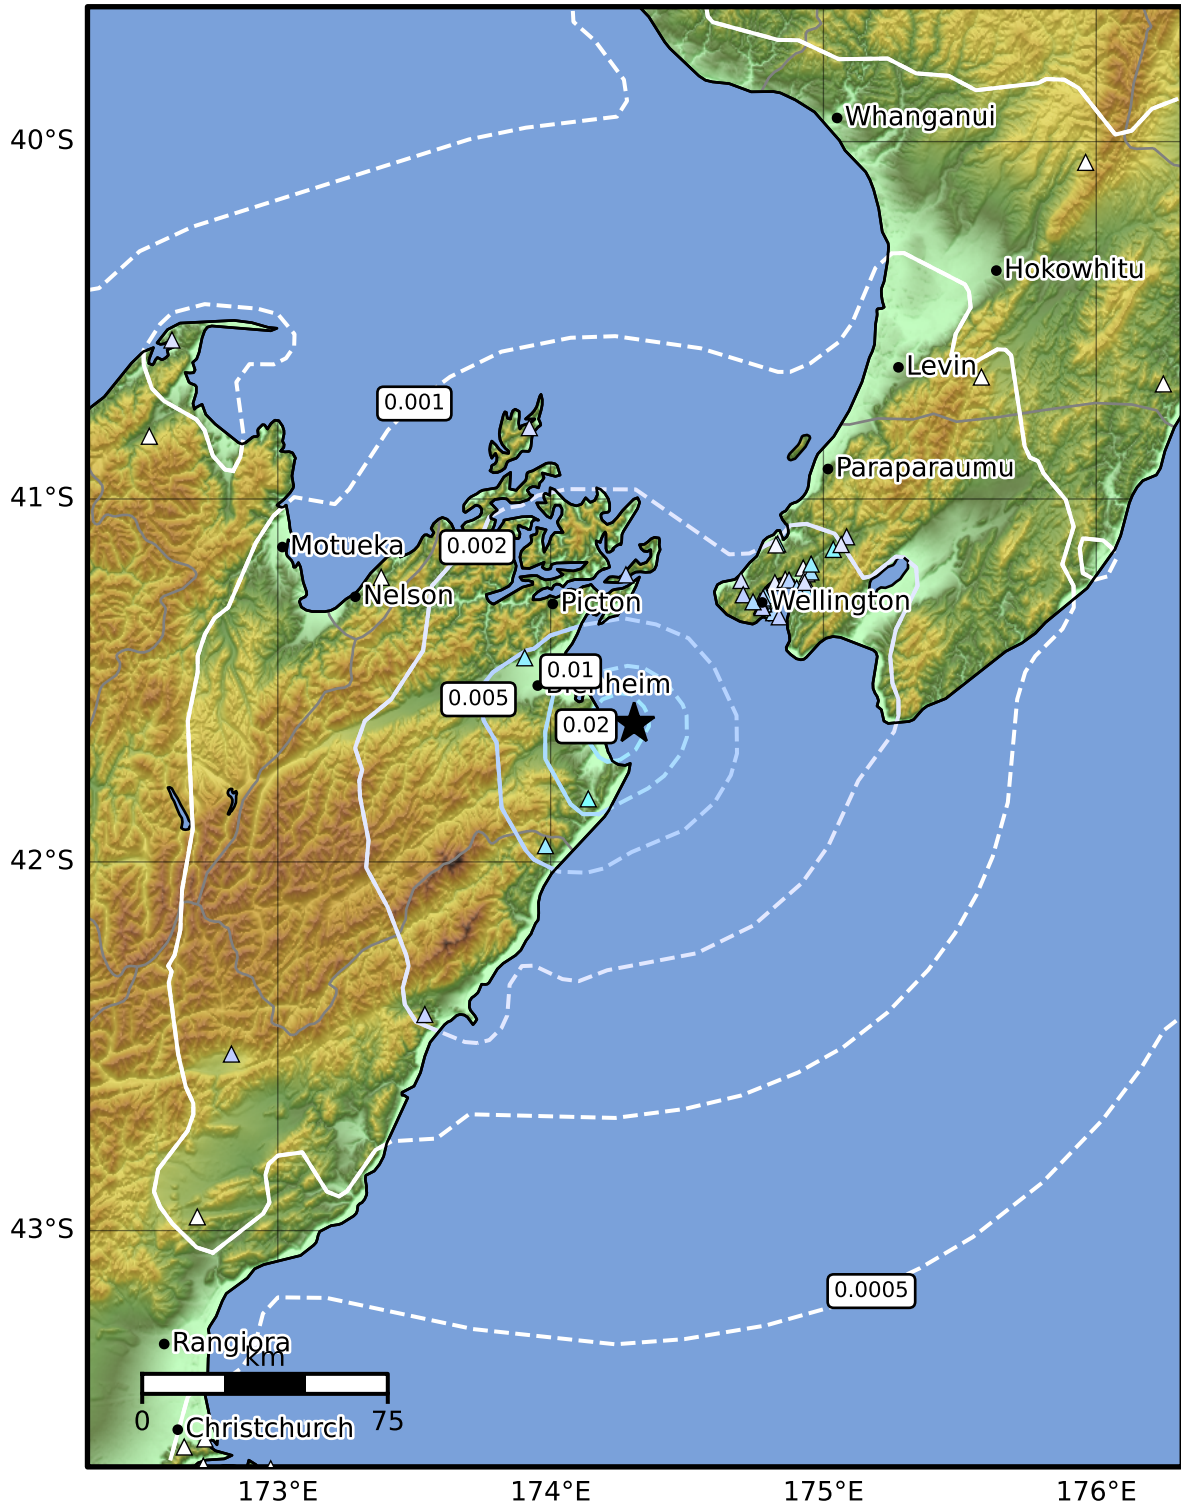 Whanganui
40°S
Hokowhitu
Levin
0.001
Paraparaumu
41°S
Motueka
0.002
Nelson
Picton
Wellington
0.01
Blenheim
0.005
0.02
42°S
43°S
0.0005
Rangiora
km
0
75
Christchurch
173°E
174°E
175°E
176°E